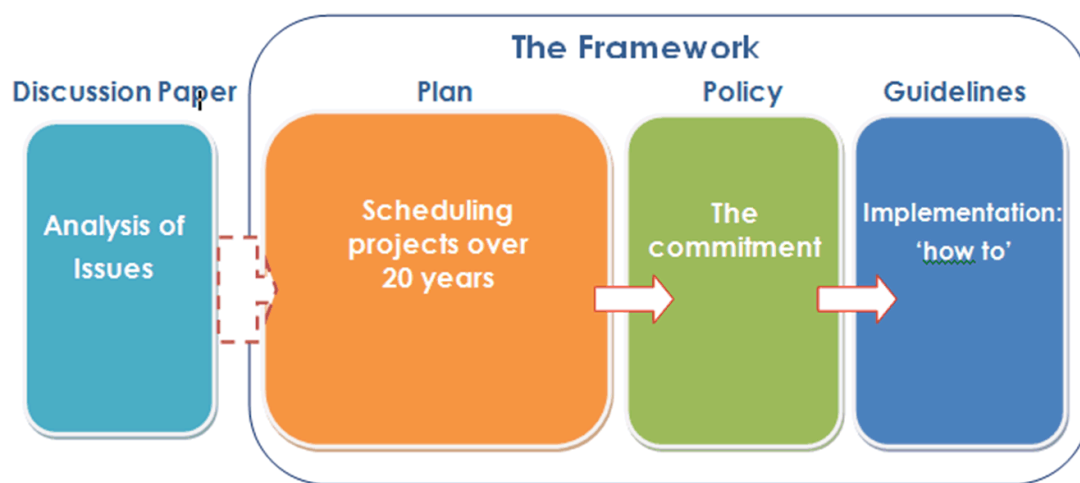 The Framework
Discussion Paper
Plan
Policy
Guidelines
Analysis of
Issues
Scheduling
projects over
20 years
The
commitment
Implementation:
‘how to’